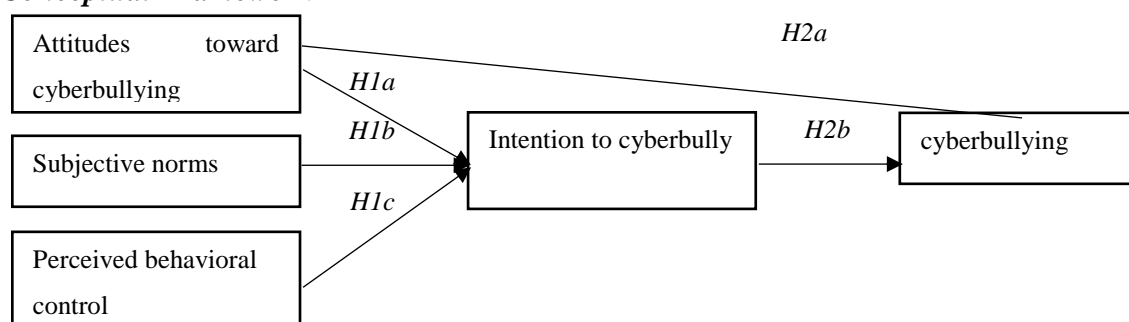 Attitudes toward
cyberbullying
H2a
H1a
H1b
Subjective norms
H1c
Intention to cyberbully
H2b
cyberbullying
Perceived behavioral
control